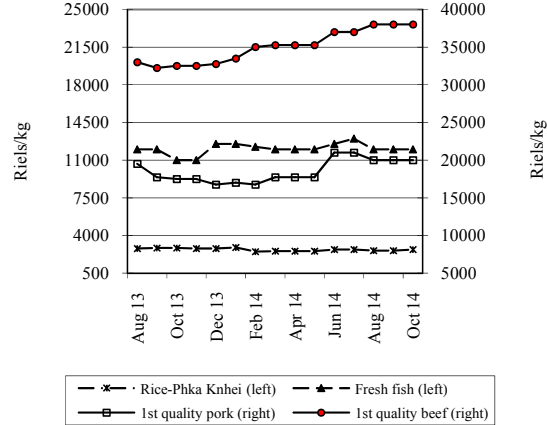 25000 40000
21500 35000
18000 30000
14500 25000
11000 20000
7500 15000
4000 10000
500 5000
Riels/kg
Riels/kg
Aug 13
Oct 13
Dec 13
Feb 14
Apr 14
Jun 14
Aug 14
Oct 14
Rice-Phka Knhei (left) Fresh fish (left)
1st quality pork (right) 1st quality beef (right)